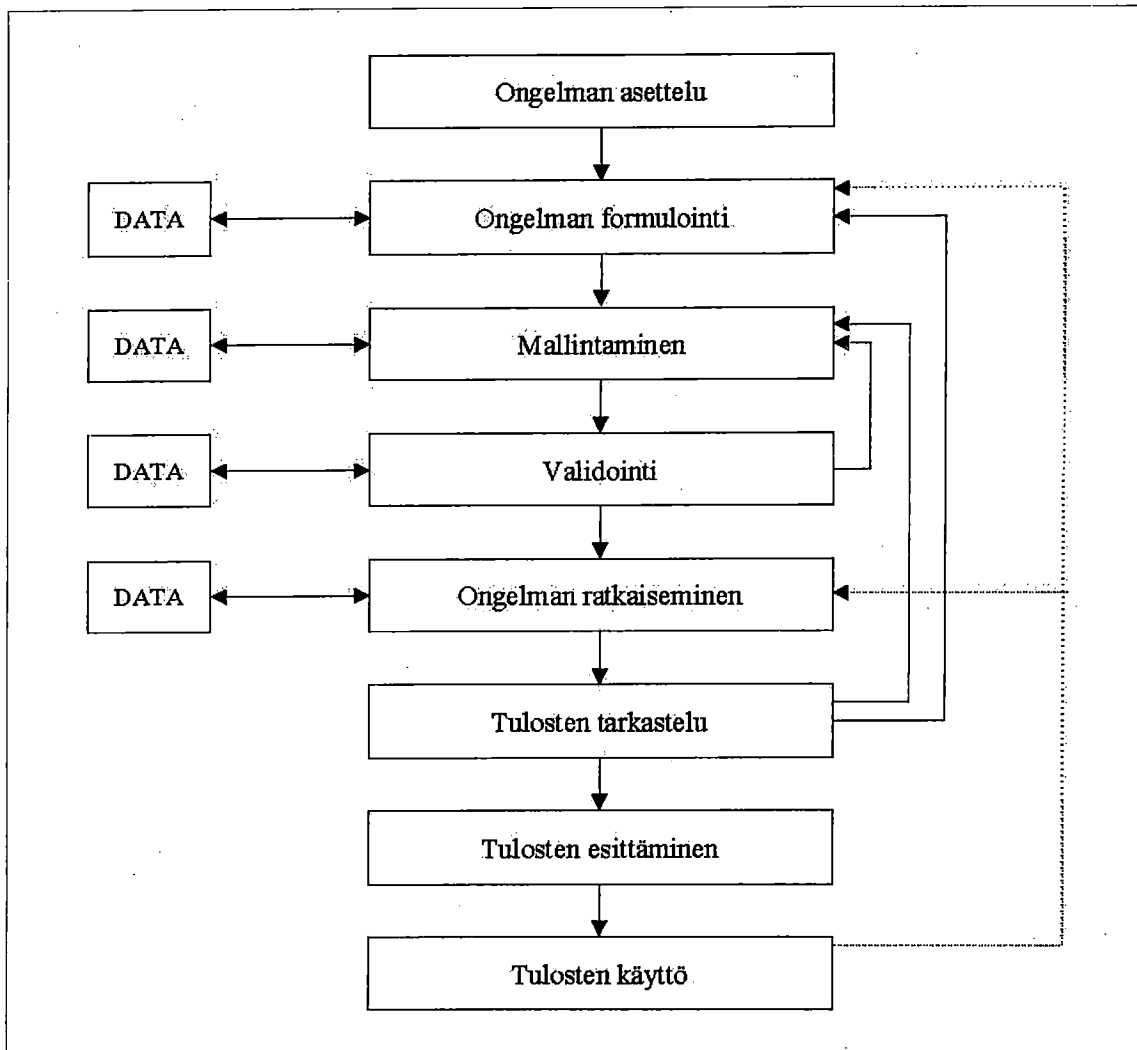 Ongelman asettelu
DATA
Ongelman formulointi
DATA
Mallintaminen
DATA
Validointi
DATA
Ongelman ratkaiseminen
Tulosten tarkastelu
Tulosten esittäminen
Tulosten käyttö